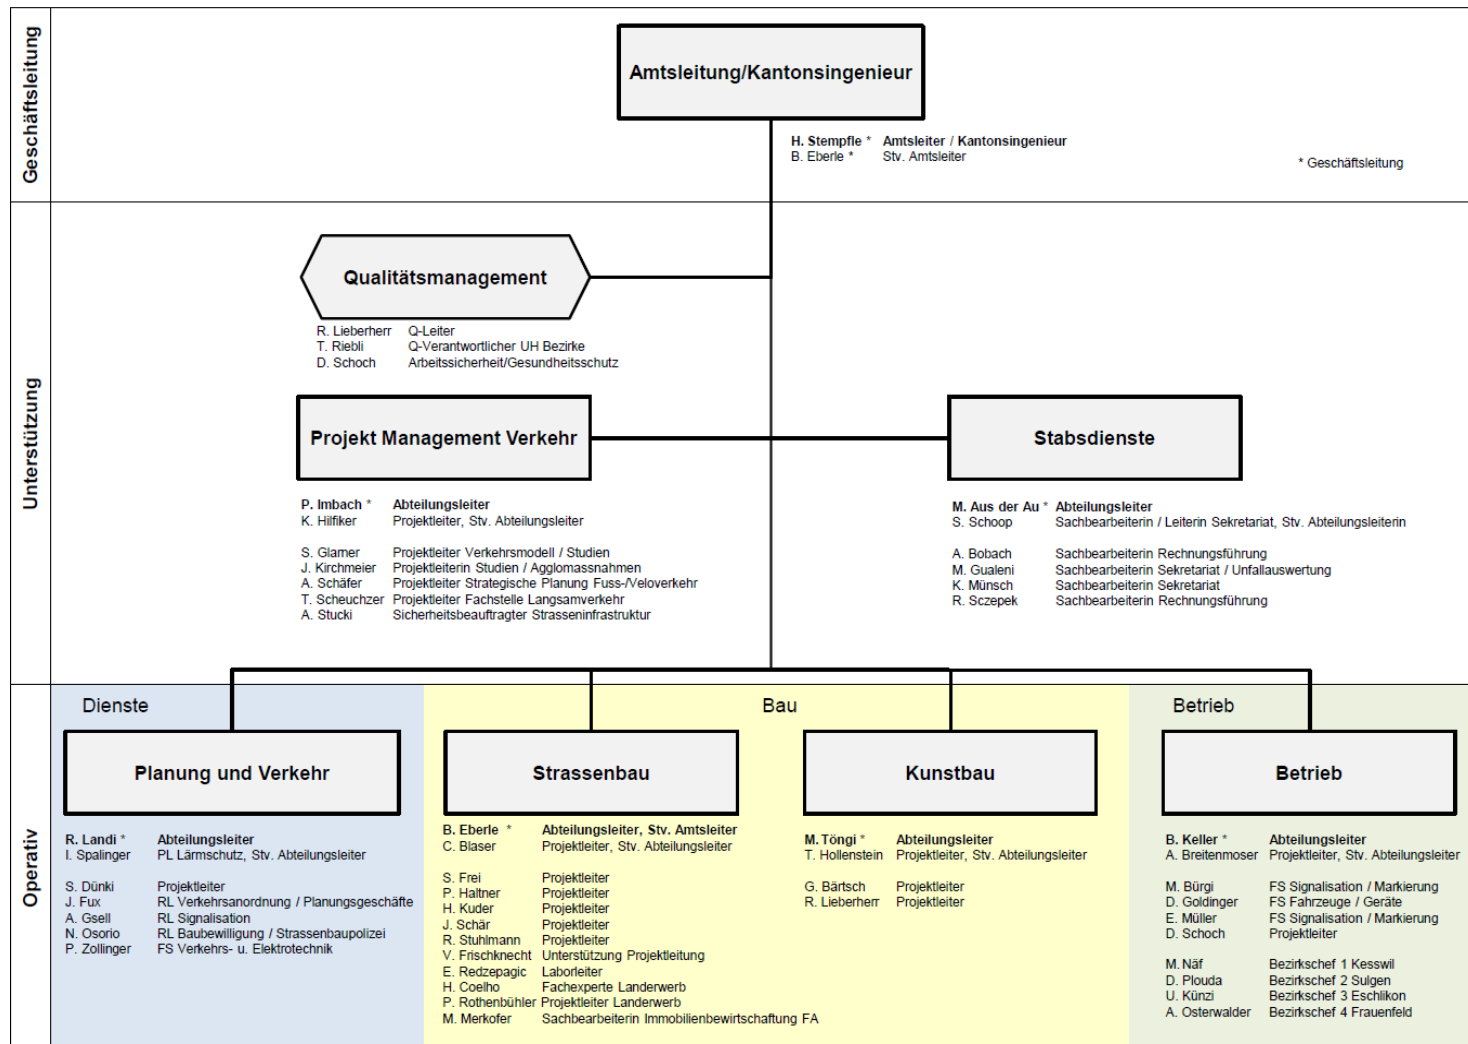 Geschäftsleitung
Amtsleitung/Kantonsingenieur
H. Stempfle * Amtsleiter / Kantonsingenieur
B. Eberle * Stv. Amtsleiter
* Geschäftsleitung
Unterstützung
Qualitätsmanagement
R. Lieberherr Q-Leiter
T. Riebli Q-Verantwortlicher UH Bezirke
D. Schoch Arbeitssicherheit/Gesundheitsschutz
Projekt Management Verkehr
P. Imbach * Abteilungsleiter
K. Hilfiker Projektleiter, Stv. Abteilungsleiter
S. Glamer Projektleiter Verkehrsmodell / Studien
J. Kirchmeier Projektleiterin Studien / Agglomassnahmen
A. Schäfer Projektleiter Strategische Planung Fuss-/Veloverkehr
T. Scheuchzer Projektleiter Fachstelle Langsamverkehr
A. Stucki Sicherheitsbeauftragter Strasseninfrastruktur
Stabsdienste
M. Aus der Au * Abteilungsleiter
S. Schoop Sachbearbeiterin / Leiterin Sekretariat, Stv. Abteilungsleiterin
A. Bobach Sachbearbeiterin Rechnungsführung
M. Gualeni Sachbearbeiterin Sekretariat / Unfallauswertung
K. Münsch Sachbearbeiterin Sekretariat
R. Sczepek Sachbearbeiterin Rechnungsführung
Operativ
Dienste
Planung und Verkehr
R. Landi * Abteilungsleiter
I. Spalinger PL Lärmschutz, Stv. Abteilungsleiter
S. Dünki Projektleiter
J. Fux RL Verkehrsanordnung / Planungsgeschäfte
A. Gsell RL Signalisation
N. Osorio RL Baubewilligung / Strassenbaupolizei
P. Zollinger FS Verkehrs- u. Elektrotechnik
Bau
Strassenbau
B. Eberle * Abteilungsleiter, Stv. Amtsleiter
C. Blaser Projektleiter, Stv. Abteilungsleiter
S. Frei Projektleiter
P. Haltner Projektleiter
H. Kuder Projektleiter
J. Schär Projektleiter
R. Stuhlmann Projektleiter
V. Frischknecht Unterstützung Projektleitung
E. Redzepagic Laborleiter
H. Coelho Fachexperte Landerwerb
P. Rothenbühler Projektleiter Landerwerb
M. Merkofer Sachbearbeiterin Immobilienbewirtschaftung FA
Kunstbau
M. Töngi * Abteilungsleiter
T. Hollenstein Projektleiter, Stv. Abteilungsleiter
G. Bärtsch Projektleiter
R. Lieberherr Projektleiter
Betrieb
Betrieb
B. Keller * Abteilungsleiter
A. Breitenmoser Projektleiter, Stv. Abteilungsleiter
M. Bürgi FS Signalisation / Markierung
D. Goldinger FS Fahrzeuge / Geräte
E. Müller FS Signalisation / Markierung
D. Schoch Projektleiter
M. Näf Bezirkschef 1 Kesswil
D. Plouda Bezirkschef 2 Sulgen
U. Künzi Bezirkschef 3 Eschlikon
A. Osterwalder Bezirkschef 4 Frauenfeld